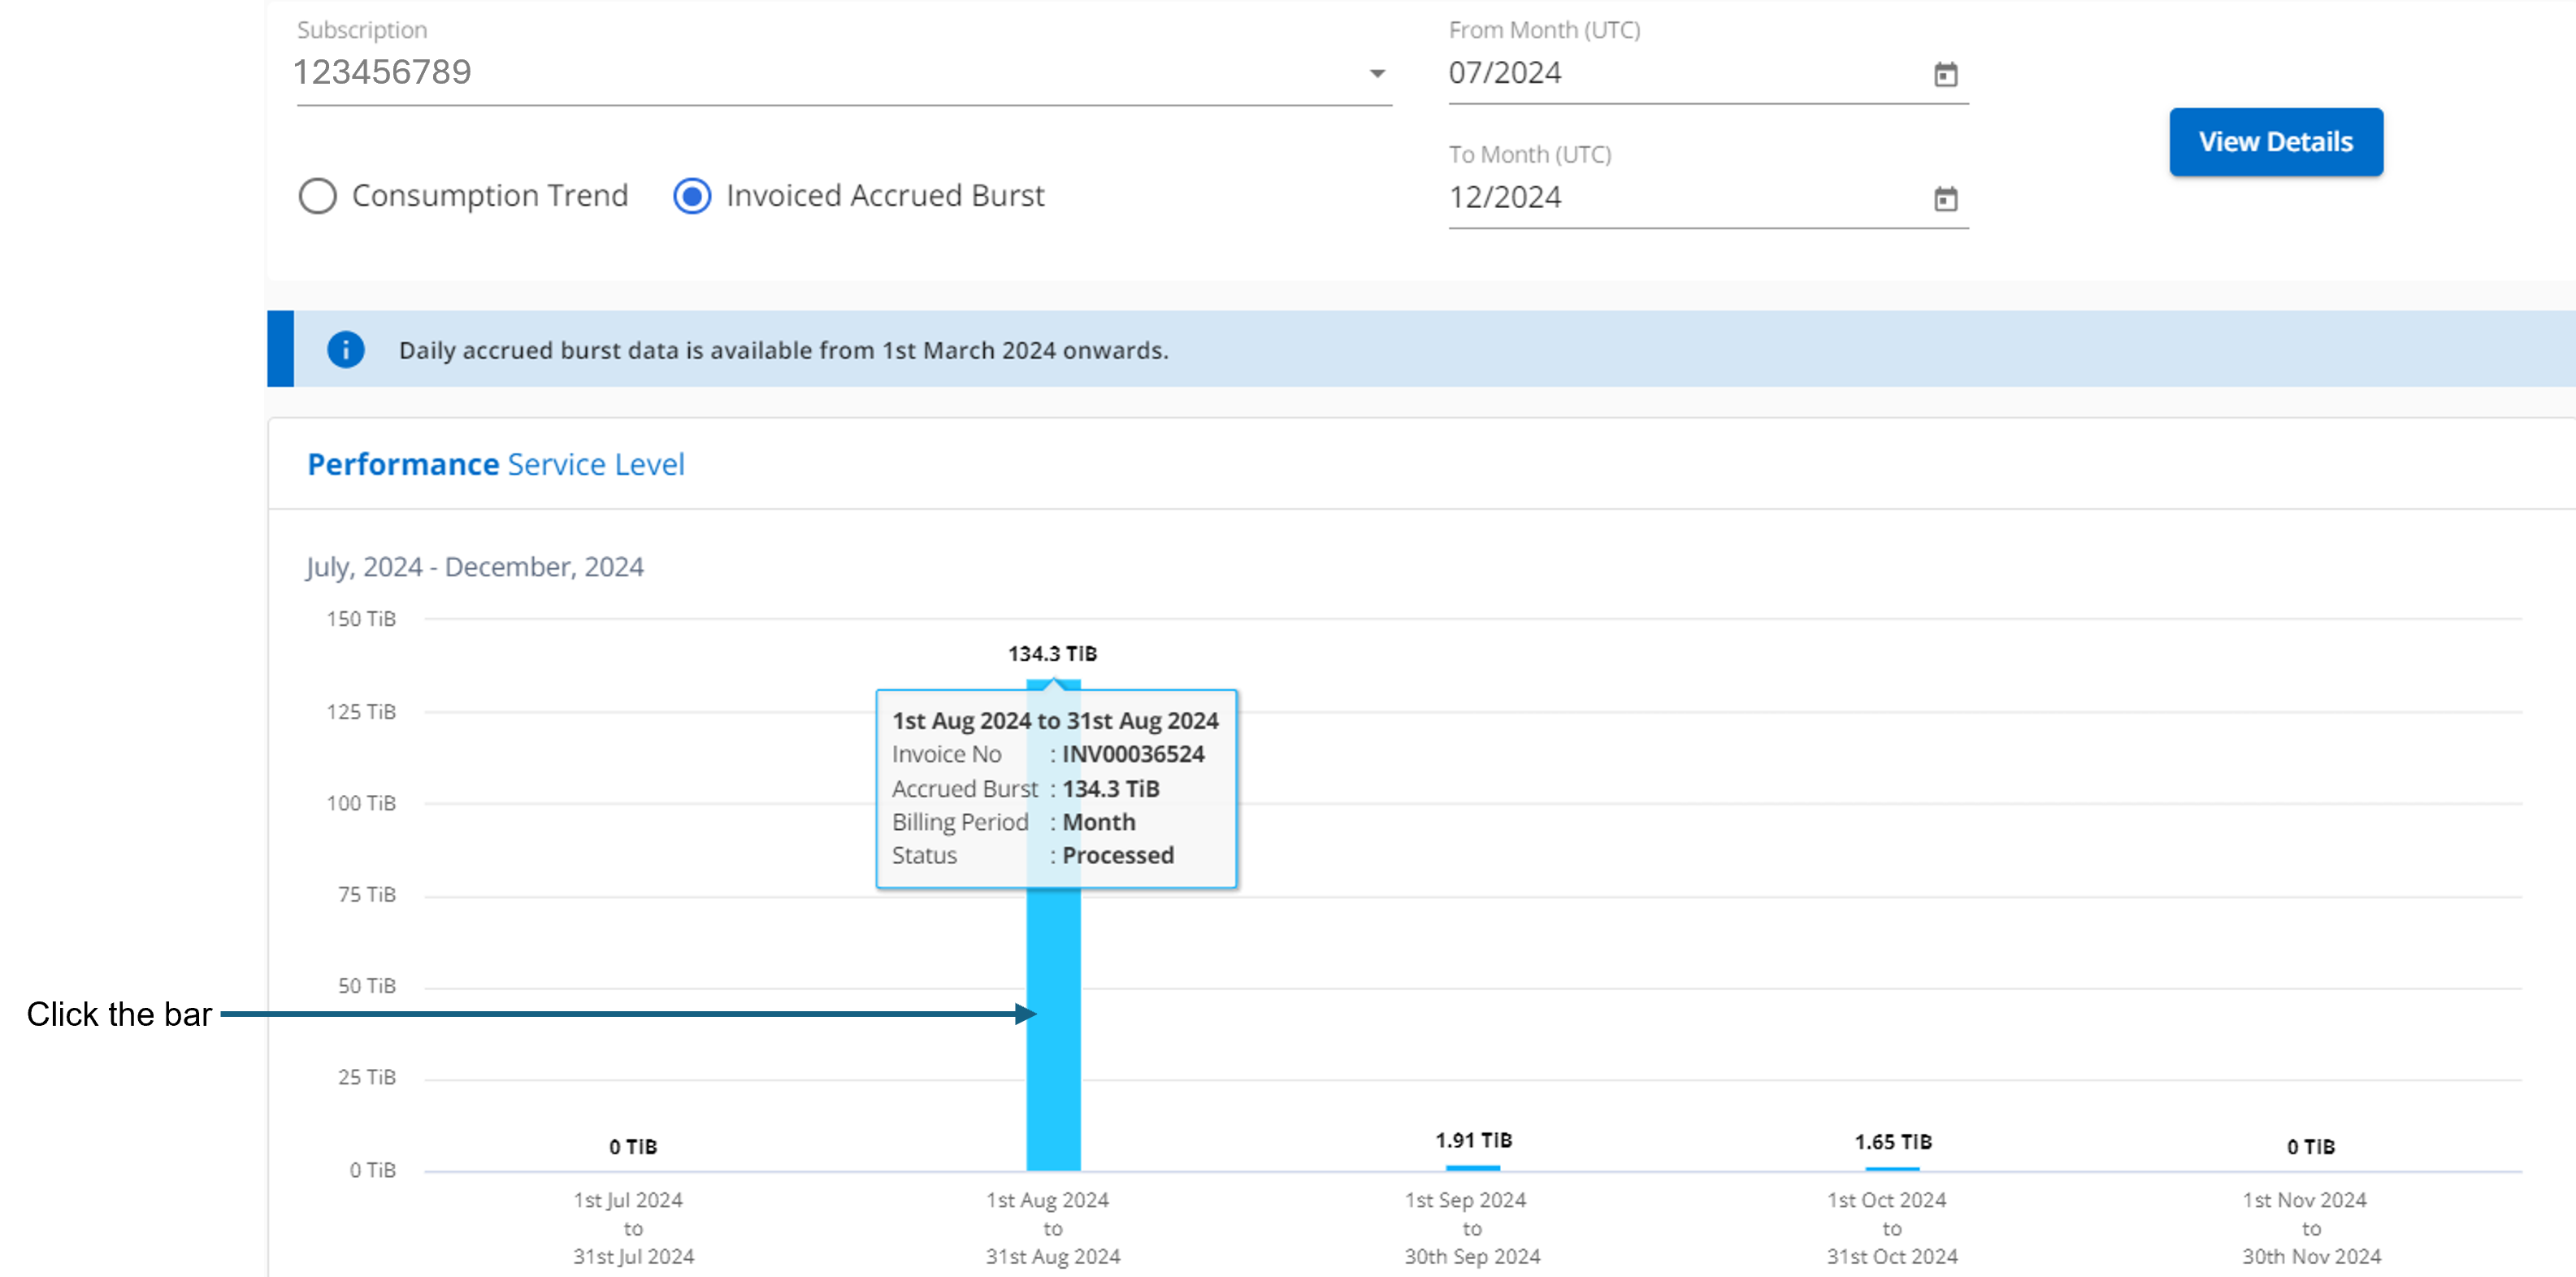 Subscription
123456789
From Month (UTC)
07/2024
To Month (UTC)
12/2024
View Details
Consumption Trend
Invoiced Accrued Burst
Daily accrued burst data is available from 1st March 2024 onwards.
Performance Service Level
July, 2024 - December, 2024
150 TiB
134.3 TiB
125 TiB
1st Aug 2024 to 31st Aug 2024
Invoice No : INV00036524
Accrued Burst : 134.3 TiB
Billing Period : Month
Status : Processed
100 TiB
75 TiB
50 TiB
Click the bar
25 TiB
0 TiB
1.91 TiB
1.65 TiB
0 TiB
0 TiB
1st Jul 2024
to
31st Jul 2024
1st Aug 2024
to
31st Aug 2024
1st Sep 2024
to
30th Sep 2024
1st Oct 2024
to
31st Oct 2024
1st Nov 2024
to
30th Nov 2024